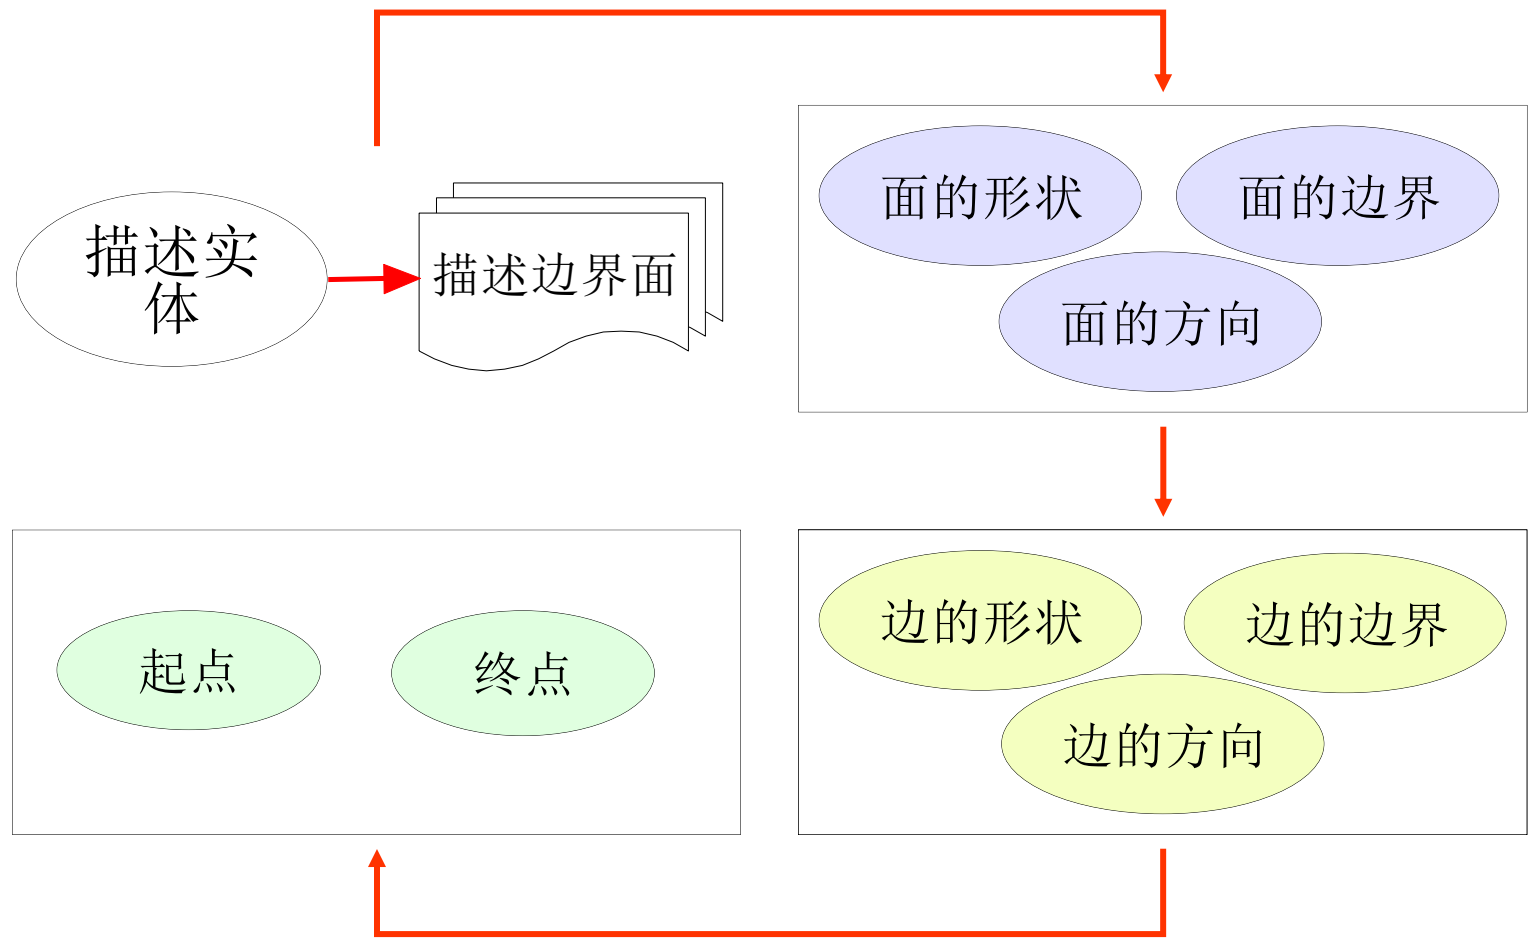 描述实
体
描述边界面
面的形状
面的边界
面的方向
边的形状
边的边界
边的方向
起点
终点